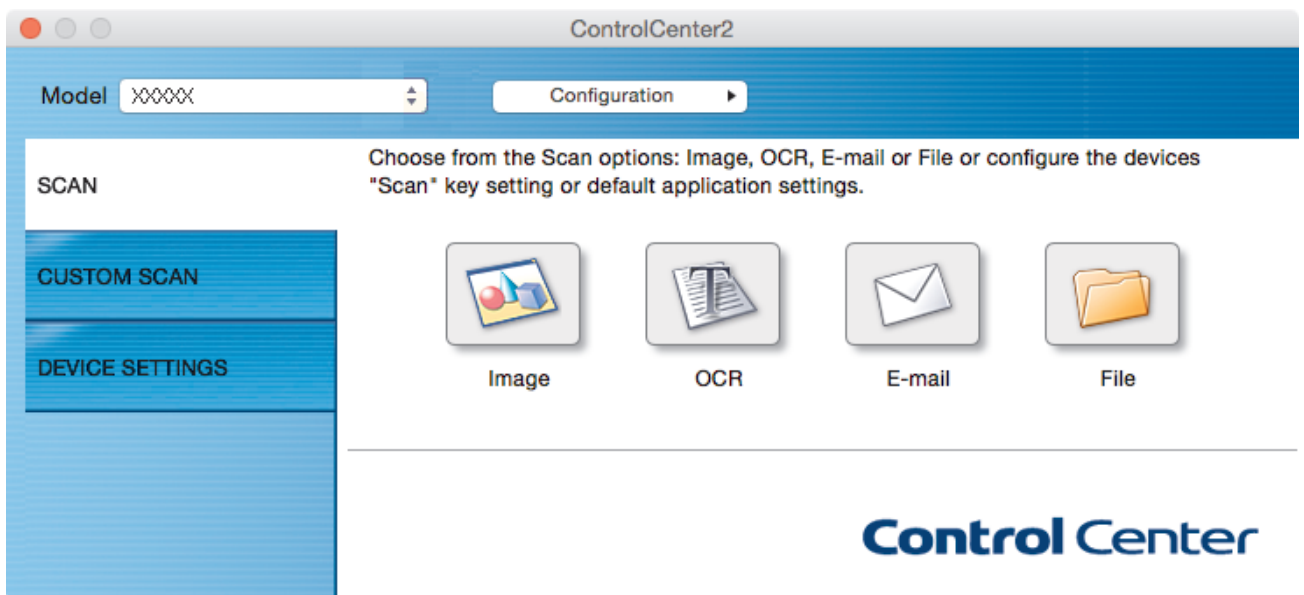 ControlCenter2
Model XXXXX Configuration
SCAN
CUSTOM SCAN
DEVICE SETTINGS
Choose from the Scan options: Image, OCR, E-mail or File or configure the devices
"Scan" key setting or default application settings.
Image OCR E-mail File
Control Center